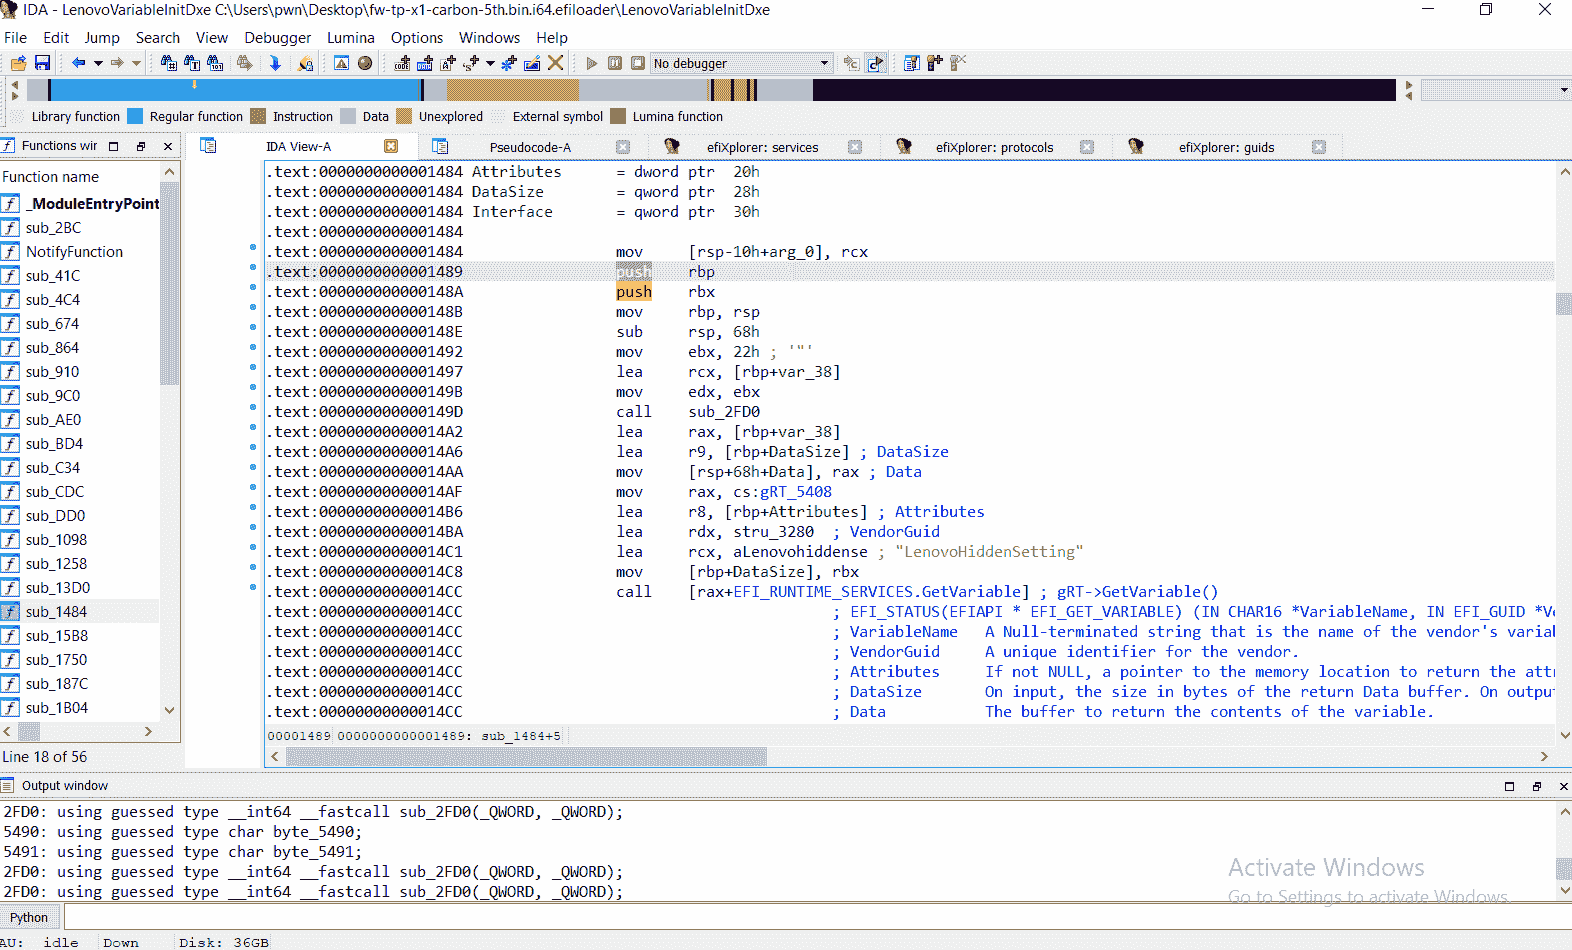 IDA - LenovoVariableInitDxe C:\Users\pwn\Desktop\fw-tp-x1-carbon-5th.bin.i64.efiloader\LenovoVariableInitDxe
File Edit Jump Search View Debugger Lumina Options Windows Help
No debugger
Library function Regular function Instruction Data Unexplored External symbol Lumina function
Functions wir
IDA View-A Pseudocode-A efiXplorer: services efiXplorer: protocols efiXplorer: guids
Function name
_ModuleEntryPoint
sub_2BC
NotifyFunction
sub_41C
sub_4C4
sub_674
sub_864
sub_910
sub_9C0
sub_AE0
sub_BD4
sub_C34
sub_CDC
sub_DD0
sub_1098
sub_1258
sub_13D0
sub_1484
sub_15B8
sub_1750
sub_187C
sub_1B04
Line 18 of 56
.text:0000000000001484 Attributes = dword ptr 20h
.text:0000000000001484 DataSize = qword ptr 28h
.text:0000000000001484 Interface = qword ptr 30h
.text:0000000000001484
.text:0000000000001484 mov [rsp-10h+arg_0], rcx
.text:0000000000001489 push rbp
.text:000000000000148A push rbx
.text:000000000000148B mov rbp, rsp
.text:000000000000148E sub rsp, 68h
.text:0000000000001492 mov ebx, 22h ; '"'
.text:0000000000001497 lea rcx, [rbp+var_38]
.text:000000000000149B mov edx, ebx
.text:000000000000149D call sub_2FD0
.text:00000000000014A2 lea rax, [rbp+var_38]
.text:00000000000014A6 lea r9, [rbp+DataSize] ; DataSize
.text:00000000000014AA mov [rsp+68h+Data], rax ; Data
.text:00000000000014AF mov rax, cs:gRT_5408
.text:00000000000014B6 lea r8, [rbp+Attributes] ; Attributes
.text:00000000000014BA lea rdx, stru_3280 ; VendorGuid
.text:00000000000014C1 lea rcx, aLenovohiddense ; "LenovoHiddenSetting"
.text:00000000000014C8 mov [rbp+DataSize], rbx
.text:00000000000014CC call [rax+EFI_RUNTIME_SERVICES.GetVariable] ; gRT->GetVariable()
.text:00000000000014CC ; EFI_STATUS(EFIAPI * EFI_GET_VARIABLE) (IN CHAR16 *VariableName, IN EFI_GUID *Ve
.text:00000000000014CC ; VariableName A Null-terminated string that is the name of the vendor's variab
.text:00000000000014CC ; VendorGuid A unique identifier for the vendor.
.text:00000000000014CC ; Attributes If not NULL, a pointer to the memory location to return the attr
.text:00000000000014CC ; DataSize On input, the size in bytes of the return Data buffer. On output
.text:00000000000014CC ; Data The buffer to return the contents of the variable.
00001489 0000000000001489: sub_1484+5
Output window
2FD0: using guessed type __int64 __fastcall sub_2FD0(_QWORD, _QWORD);
5490: using guessed type char byte_5490;
5491: using guessed type char byte_5491;
2FD0: using guessed type __int64 __fastcall sub_2FD0(_QWORD, _QWORD);
2FD0: using guessed type __int64 __fastcall sub_2FD0(_QWORD, _QWORD);
Activate Windows
Go to Settings to activate Windows.
Python
AU: idle Down Disk: 36GB